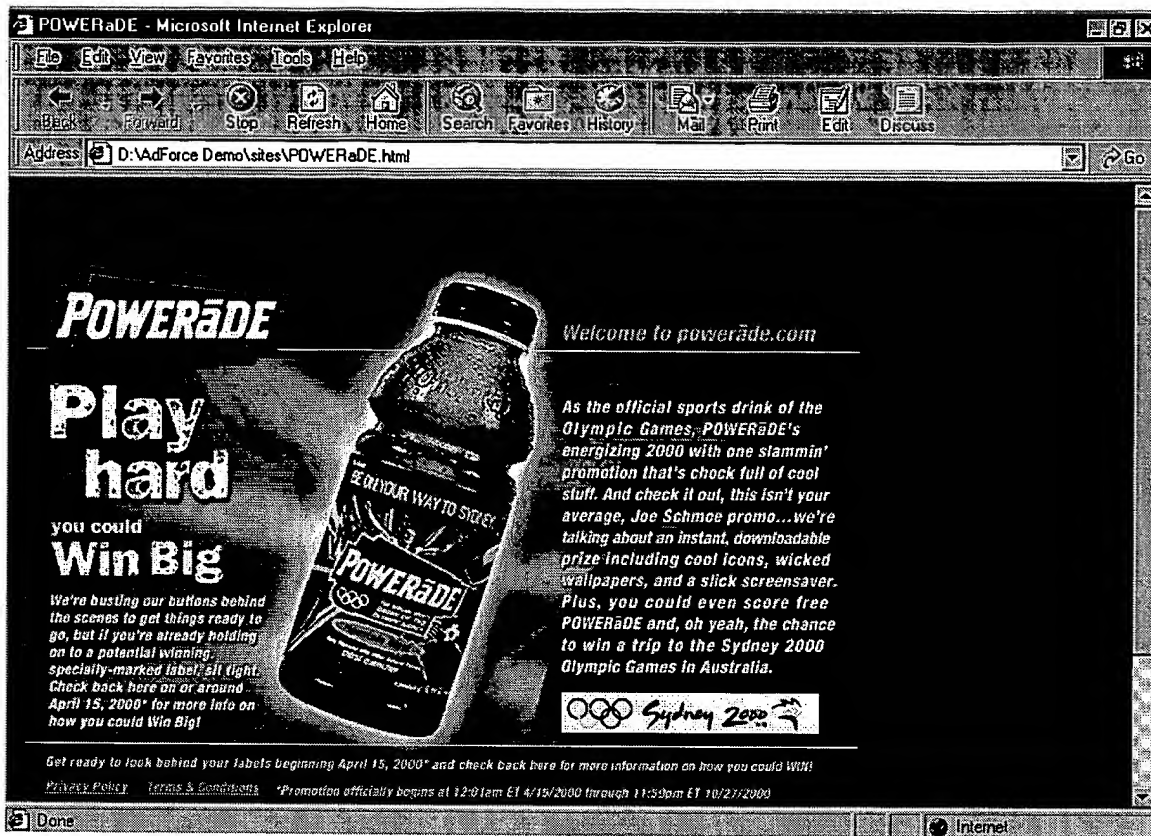 POWERaDE - Microsoft Internet Explorer
File Edit View Favorites Tools Help
Back Forward Stop Refresh Home Search Favorites History Mail Print Edit Discuss
Address D:\AdForce Demo\sites\POWERaDE.html Go
POWERāDE
Welcome to powerāde.com
Play
hard
you could
Win Big
We're busting our buttons behind
the scenes to get things ready to
go, but if you're already holding
on to a potential winning,
specially-marked label, sit tight.
Check back here on or around
April 15, 2000* for more info on
how you could Win Big!
BE ON YOUR WAY TO SYDNEY
POWERāDE
As the official sports drink of the
Olympic Games, POWERāDE's
energizing 2000 with one slammin'
promotion that's chock full of cool
stuff. And check it out, this isn't your
average, Joe Schmoe promo...we're
talking about an instant, downloadable
prize including cool icons, wicked
wallpapers, and a slick screensaver.
Plus, you could even score free
POWERāDE and, oh yeah, the chance
to win a trip to the Sydney 2000
Olympic Games in Australia.
Sydney 2000
Get ready to look behind your labels beginning April 15, 2000* and check back here for more information on how you could WIN!
Privacy Policy Terms & Conditions *Promotion officially begins at 12:01am ET 4/15/2000 through 11:59pm ET 10/27/2000
Done Internet